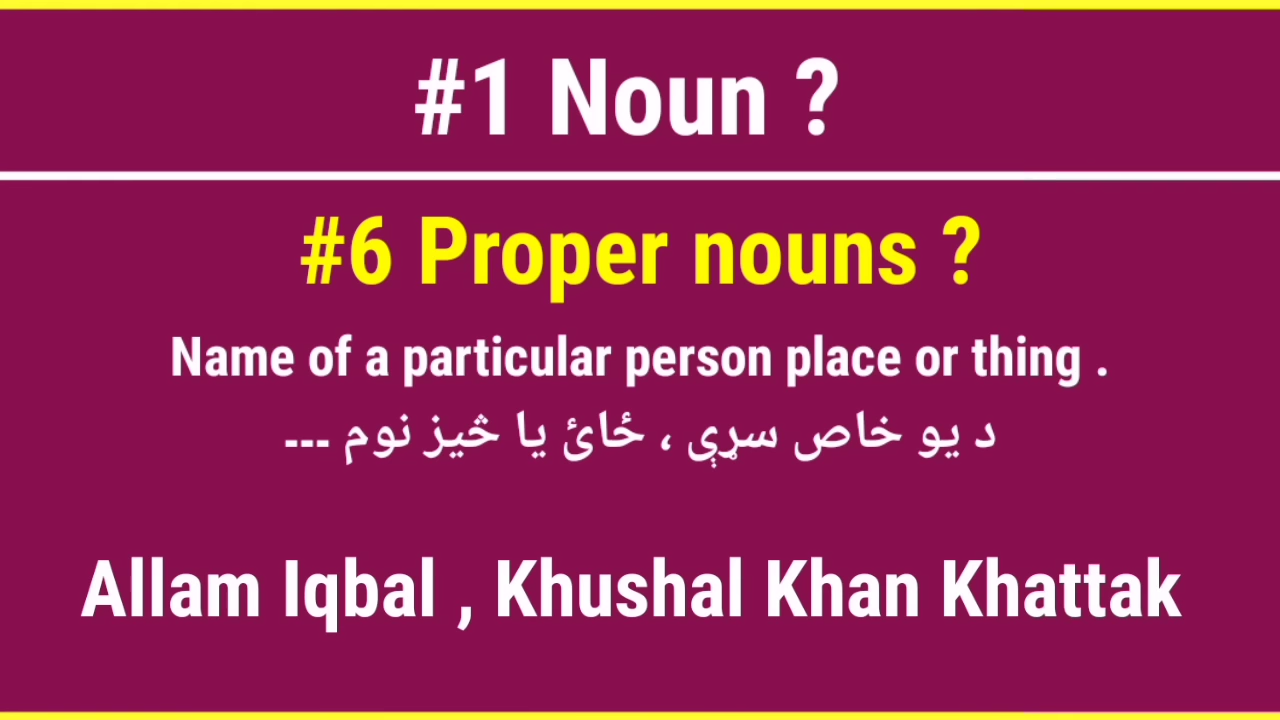 #1 Noun ?
#6 Proper nouns ?
Name of a particular person place or thing .
د یو خاص سړې ، ځائ یا څیز نوم ---
Allam Iqbal , Khushal Khan Khattak